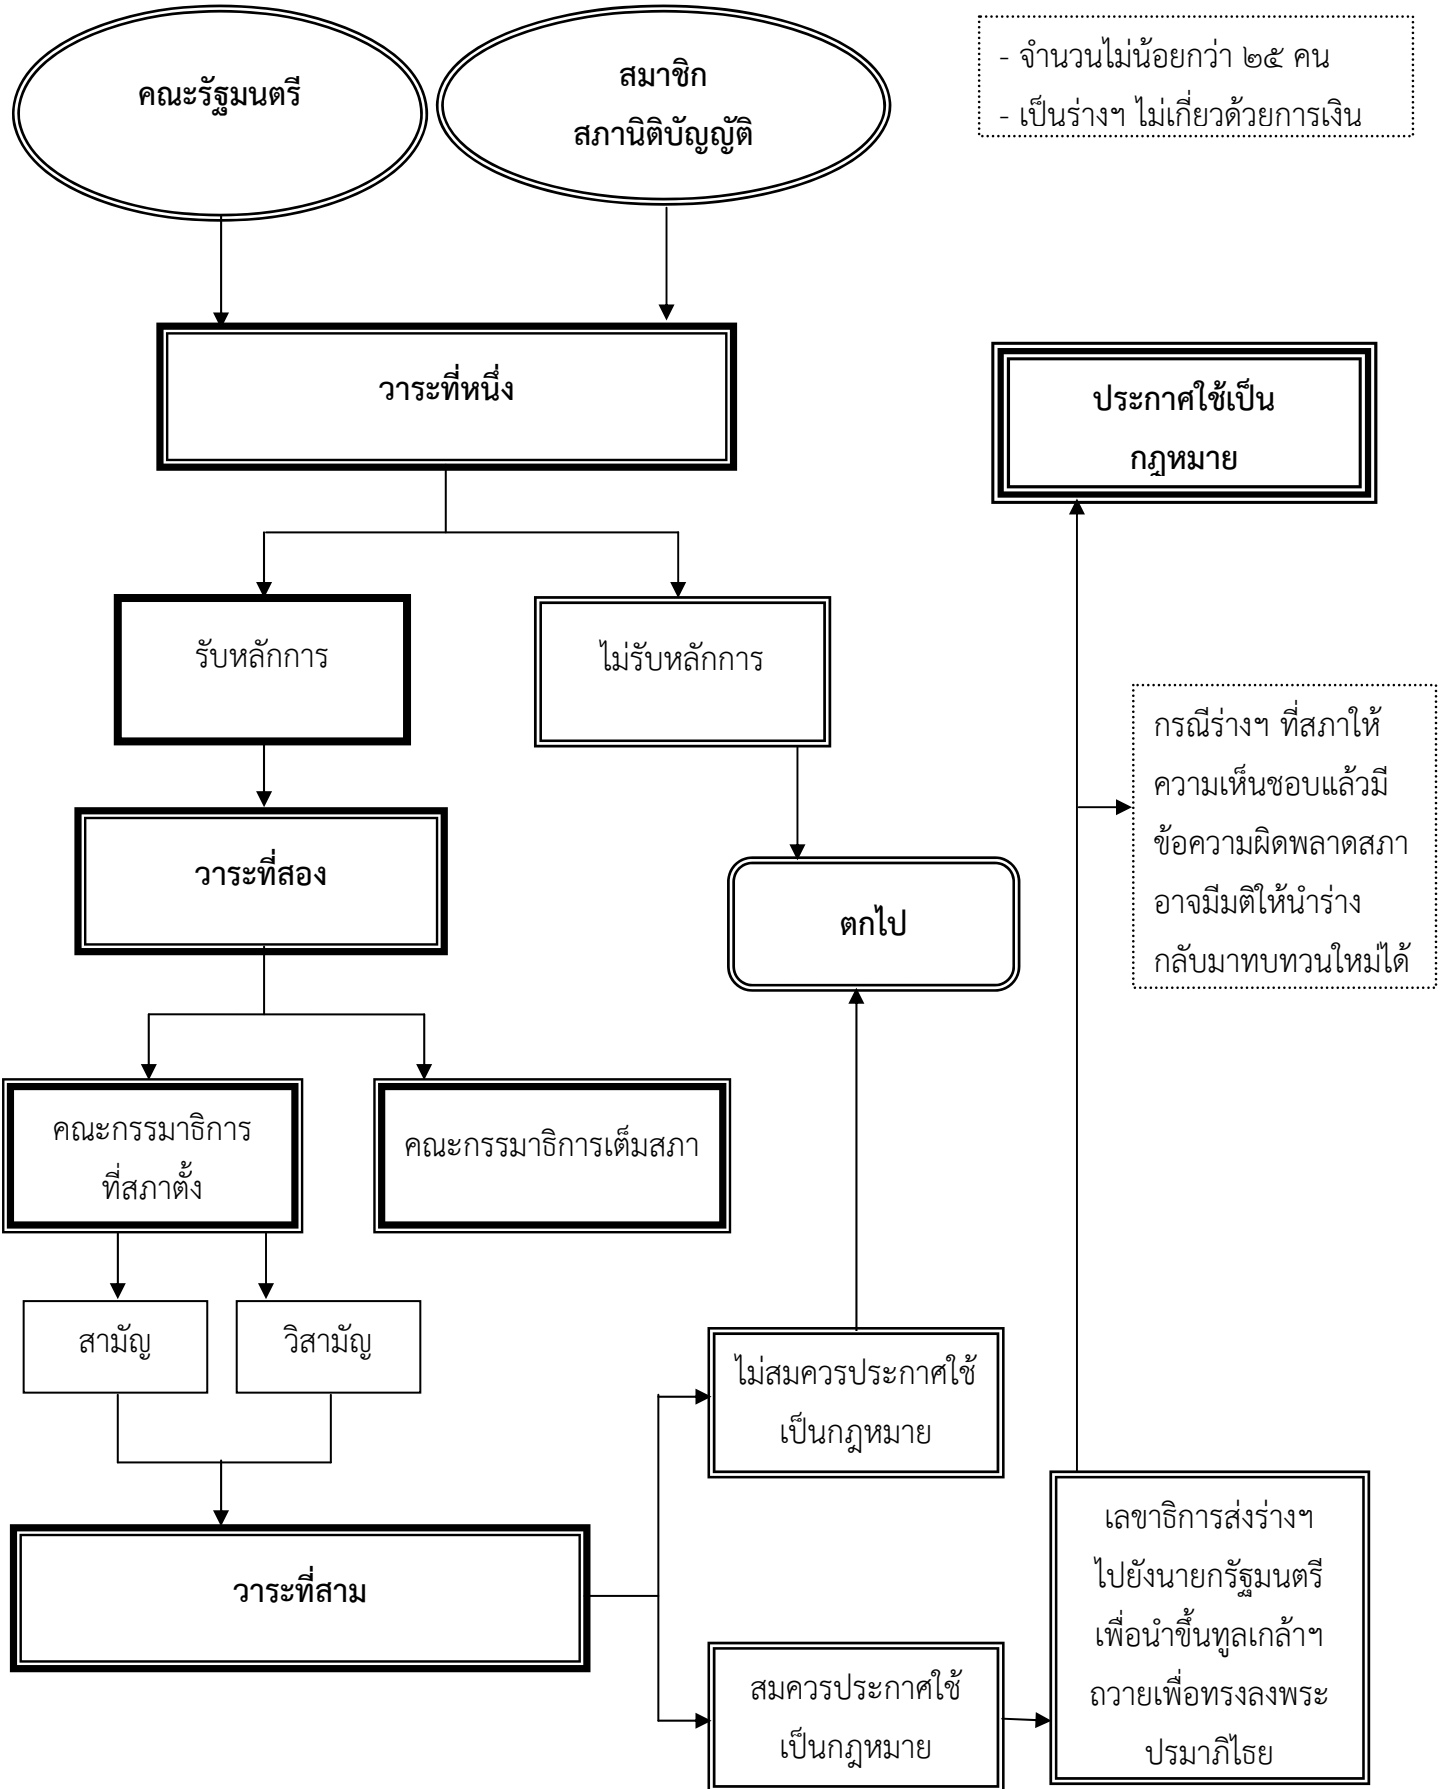 คณะรัฐมนตรี
สมาชิก
สภานิติบัญญัติ
- จำนวนไม่น้อยกว่า ๒๕ คน
- เป็นร่างฯ ไม่เกี่ยวด้วยการเงิน
วาระที่หนึ่ง
ประกาศใช้เป็น
กฎหมาย
รับหลักการ
ไม่รับหลักการ
กรณีร่างฯ ที่สภาให้
ความเห็นชอบแล้วมี
ข้อความผิดพลาดสภา
อาจมีมติให้นำร่าง
กลับมาทบทวนใหม่ได้
วาระที่สอง
ตกไป
คณะกรรมาธิการ
ที่สภาตั้ง
คณะกรรมาธิการเต็มสภา
สามัญ
วิสามัญ
ไม่สมควรประกาศใช้
เป็นกฎหมาย
วาระที่สาม
สมควรประกาศใช้
เป็นกฎหมาย
เลขาธิการส่งร่างฯ
ไปยังนายกรัฐมนตรี
เพื่อนำขึ้นทูลเกล้าฯ
ถวายเพื่อทรงลงพระ
ปรมาภิไธย